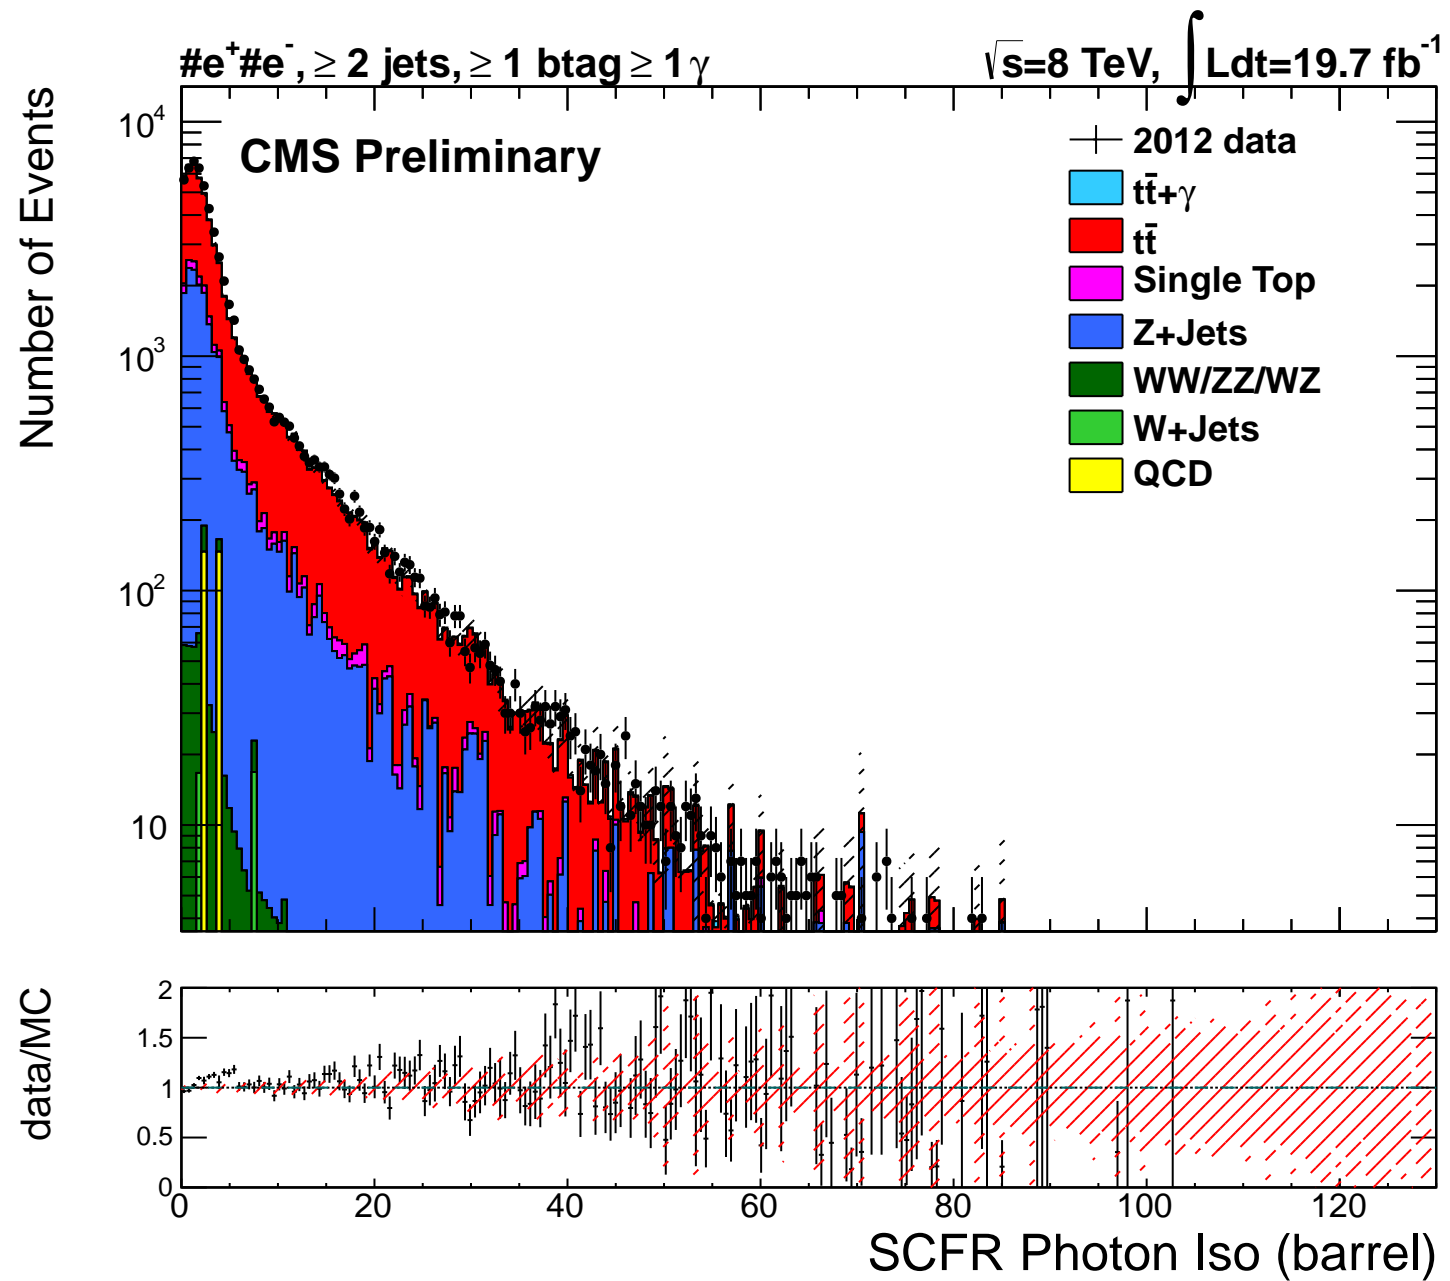 #e⁺#e⁻, ≥ 2 jets, ≥ 1 btag ≥ 1 γ
√s=8 TeV, ∫ Ldt=19.7 fb⁻¹
CMS Preliminary
2012 data
tt̄+γ
tt̄
Single Top
Z+Jets
WW/ZZ/WZ
W+Jets
QCD
Number of Events
10⁴
10³
10²
10
data/MC
2
1.5
1
0.5
0
0 20 40 60 80 100 120
SCFR Photon Iso (barrel)